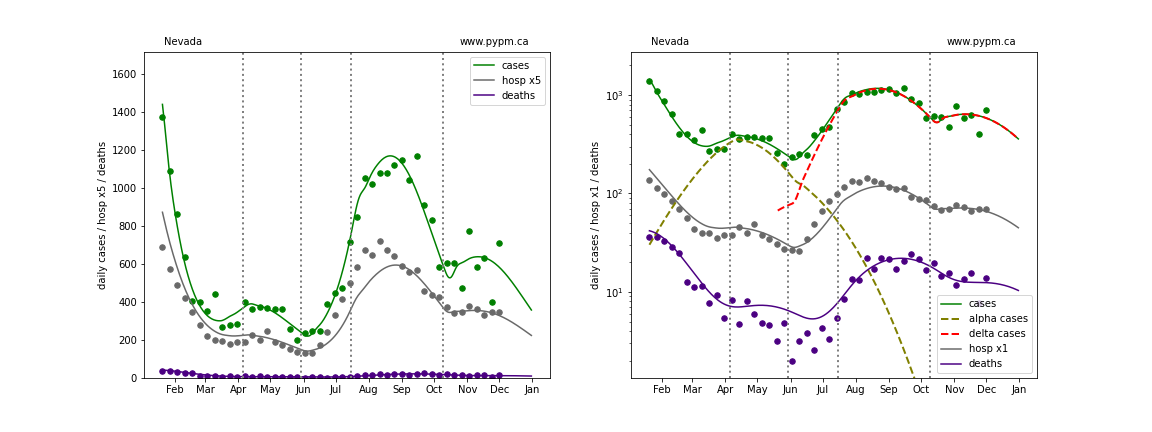 Nevada www.pypm.ca
daily cases / hosp x5 / deaths
1600
1400
1200
1000
800
600
400
200
0
cases
hosp x5
deaths
Feb Mar Apr May Jun Jul Aug Sep Oct Nov Dec Jan
Nevada www.pypm.ca
daily cases / hosp x1 / deaths
10³
10²
10¹
cases
alpha cases
delta cases
hosp x1
deaths
Feb Mar Apr May Jun Jul Aug Sep Oct Nov Dec Jan